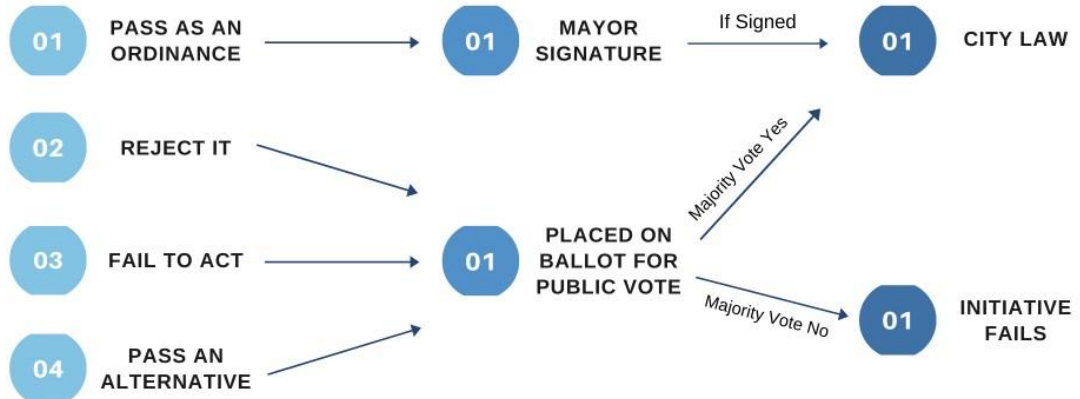 01
PASS AS AN
ORDINANCE
01
MAYOR
SIGNATURE
If Signed
01
CITY LAW
02
REJECT IT
03
FAIL TO ACT
01
PLACED ON
BALLOT FOR
PUBLIC VOTE
Majority Vote Yes
Majority Vote No
01
INITIATIVE
FAILS
04
PASS AN
ALTERNATIVE